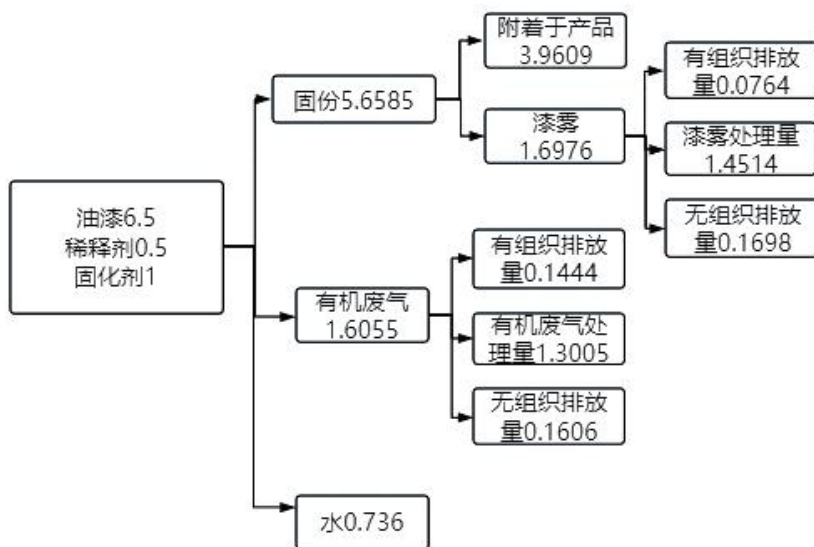 油漆6.5
稀释剂0.5
固化剂1
固份5.6585
附着于产品
3.9609
漆雾
1.6976
有组织排放
量0.0764
漆雾处理量
1.4514
无组织排放
量0.1698
有机废气
1.6055
有组织排放
量0.1444
有机废气处
理量1.3005
无组织排放
量0.1606
水0.736